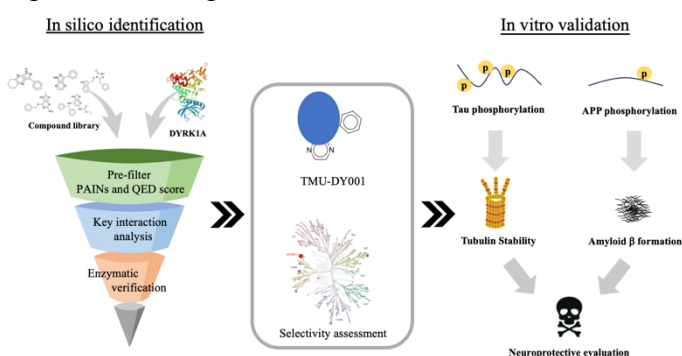 In silico identification
In vitro validation
Compound library
DYRK1A
Pre-filter
PAINs and QED score
Key interaction
analysis
Enzymatic
verification
N
N
TMU-DY001
Selectivity assessment
p
p
p
p
Tau phosphorylation
APP phosphorylation
Tubulin Stability
Amyloid β formation
Neuroprotective evaluation